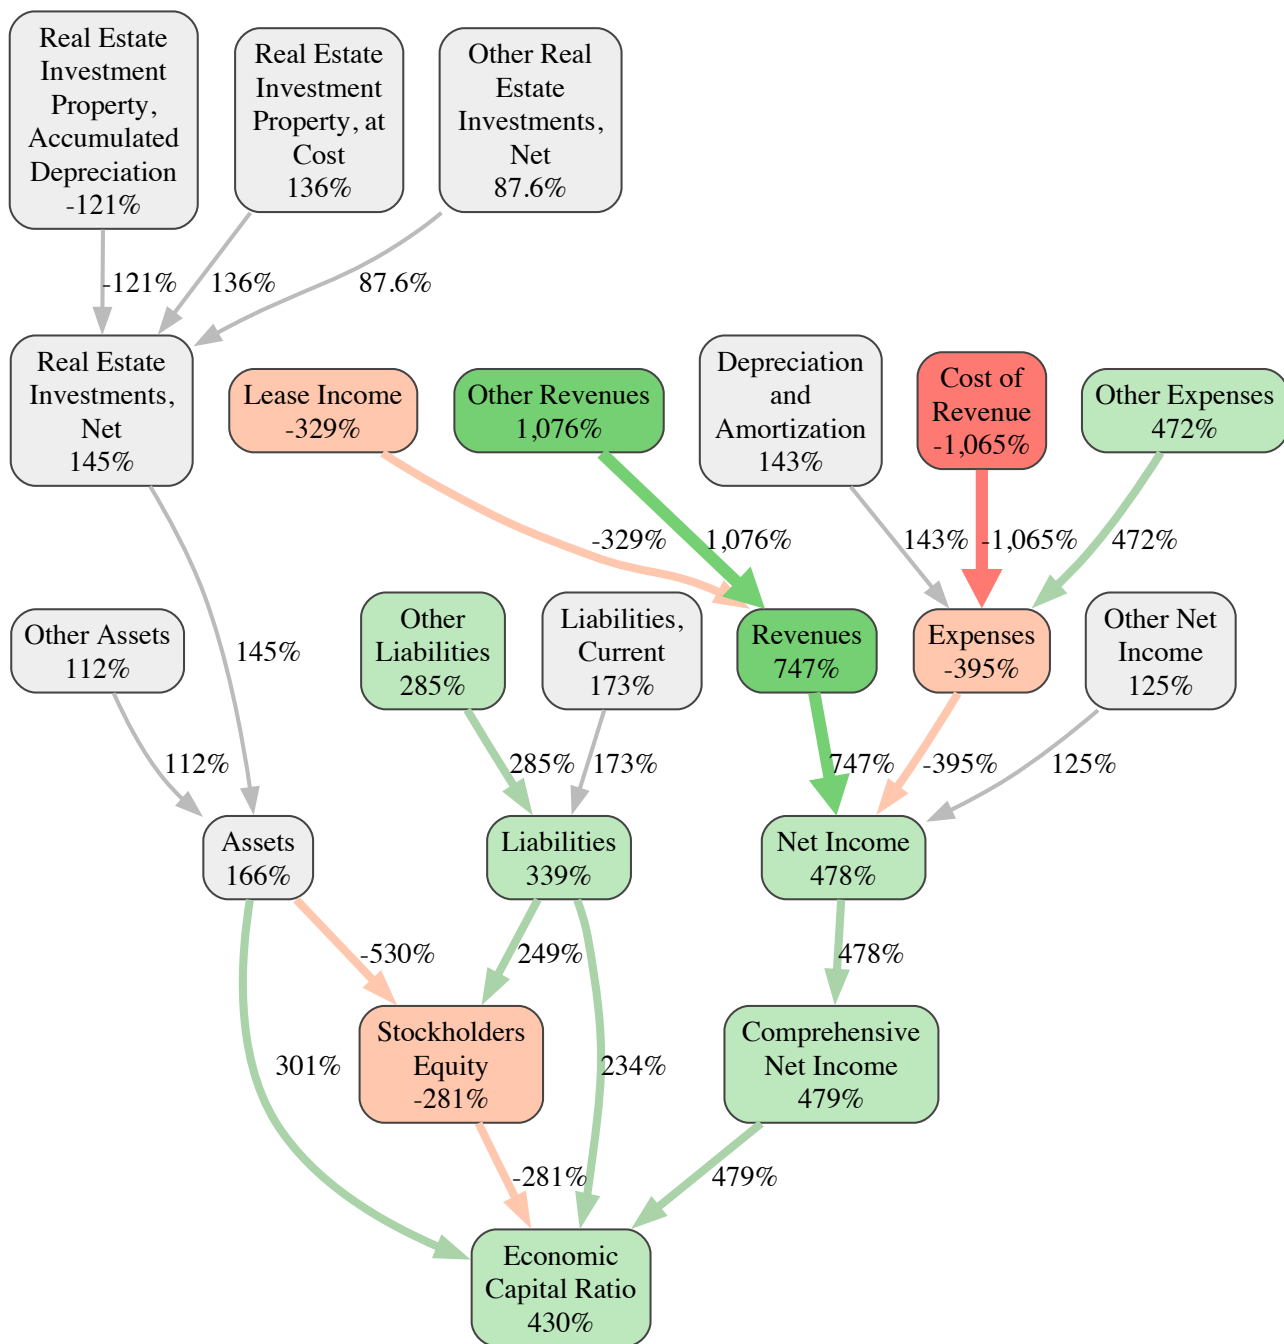 Real Estate
Investment
Property,
Accumulated
Depreciation
-121%
Real Estate
Investment
Property, at
Cost
136%
Other Real
Estate
Investments,
Net
87.6%
-121%
136%
87.6%
Real Estate
Investments,
Net
145%
Lease Income
-329%
Other Revenues
1,076%
Depreciation
and
Amortization
143%
Cost of
Revenue
-1,065%
Other Expenses
472%
-329%
1,076%
143%
-1,065%
472%
Other Assets
112%
145%
Other
Liabilities
285%
Liabilities,
Current
173%
Revenues
747%
Expenses
-395%
Other Net
Income
125%
112%
285%
173%
747%
-395%
125%
Assets
166%
Liabilities
339%
Net Income
478%
-530%
249%
478%
301%
Stockholders
Equity
-281%
234%
Comprehensive
Net Income
479%
-281%
479%
Economic
Capital Ratio
430%